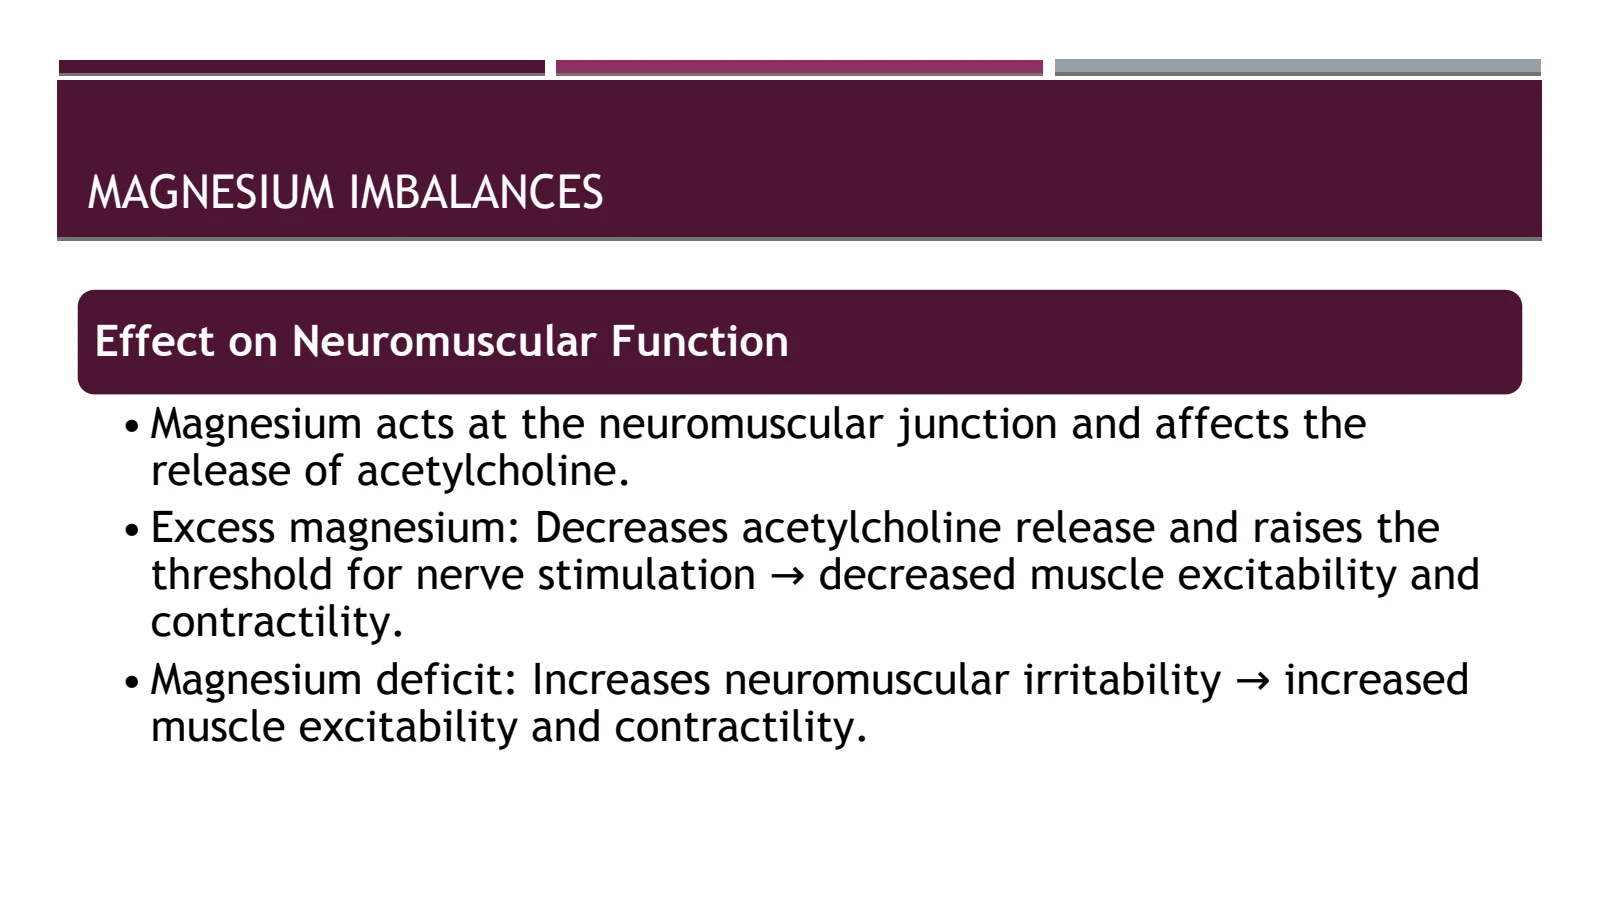 MAGNESIUM IMBALANCES
Effect on Neuromuscular Function
• Magnesium acts at the neuromuscular junction and affects the
release of acetylcholine.
• Excess magnesium: Decreases acetylcholine release and raises the
threshold for nerve stimulation → decreased muscle excitability and
contractility.
• Magnesium deficit: Increases neuromuscular irritability → increased
muscle excitability and contractility.